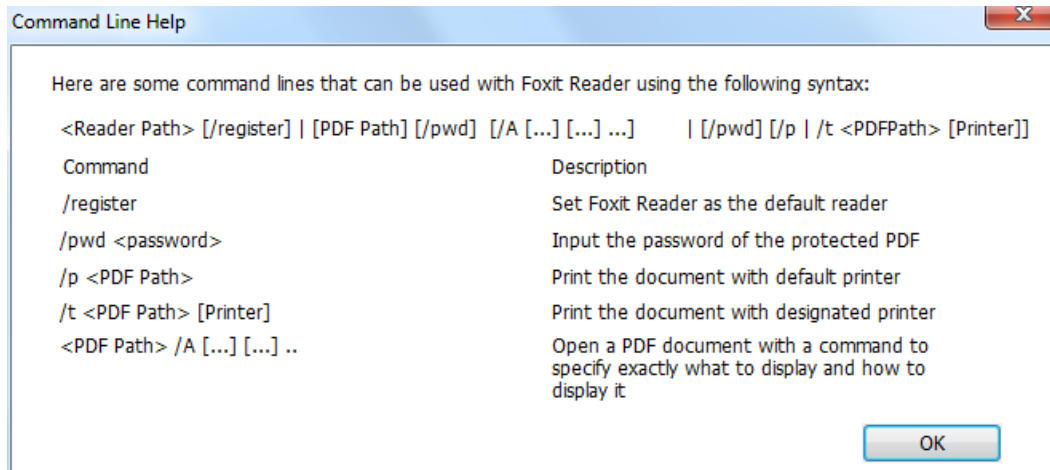 Command Line Help
Here are some command lines that can be used with Foxit Reader using the following syntax:
<Reader Path> [/register] | [PDF Path] [/pwd]  [/A [...] [...] ...]       | [/pwd] [/p | /t <PDFPath> [Printer]]
Command Description
/register Set Foxit Reader as the default reader
/pwd <password> Input the password of the protected PDF
/p <PDF Path> Print the document with default printer
/t <PDF Path> [Printer] Print the document with designated printer
<PDF Path> /A [...] [...] .. Open a PDF document with a command to
specify exactly what to display and how to
display it
OK